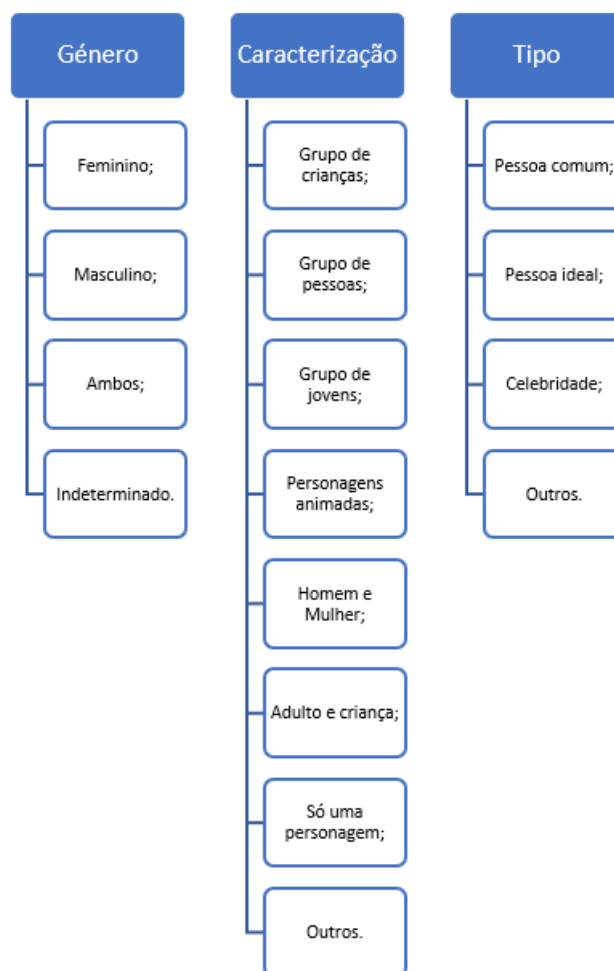 Género
Feminino;
Masculino;
Ambos;
Indeterminado.
Caracterização
Grupo de
crianças;
Grupo de
pessoas;
Grupo de
jovens;
Personagens
animadas;
Homem e
Mulher;
Adulto e criança;
Só uma
personagem;
Outros.
Tipo
Pessoa comum;
Pessoa ideal;
Celebridade;
Outros.